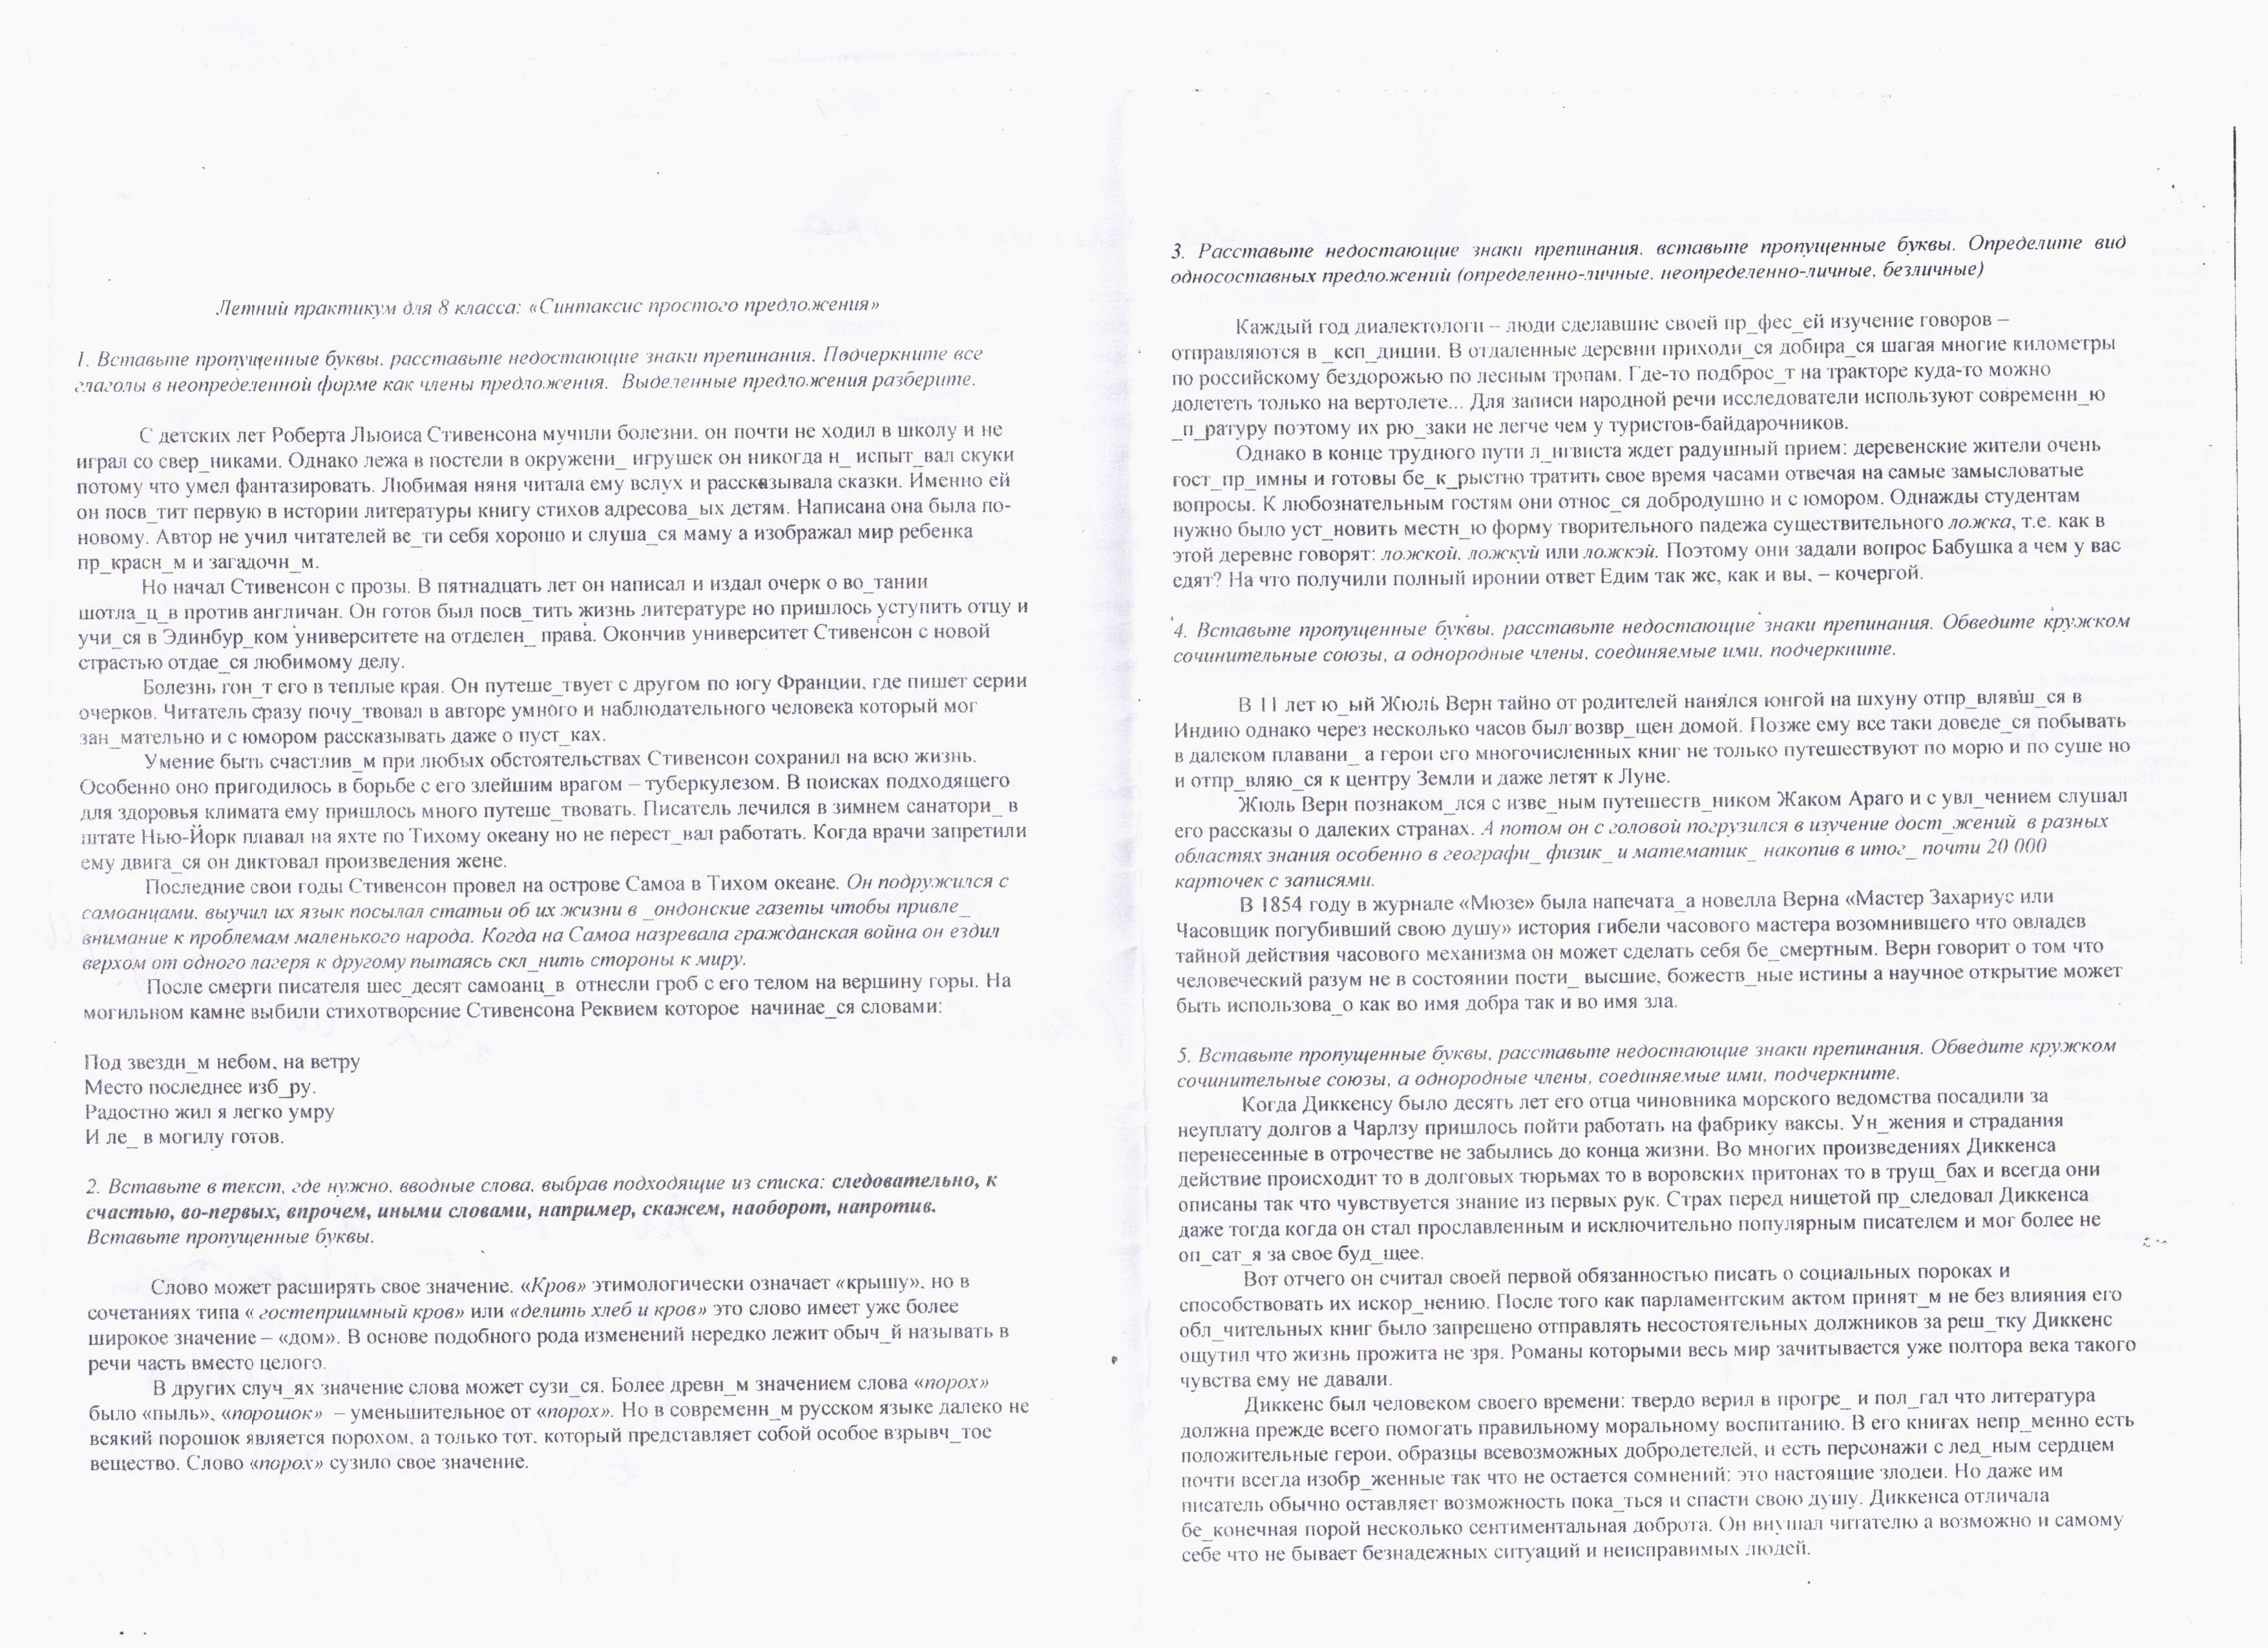 Летний практикум для 8 класса: «Синтаксис простого предложения»
1. Вставьте пропущенные буквы, расставьте недостающие знаки препинания. Подчеркните все
глаголы в неопределенной форме как члены предложения. Выделенные предложения разберите.
С детских лет Роберта Льюиса Стивенсона мучили болезни, он почти не ходил в школу и не
играл со свер_никами. Однако лежа в постели в окружени_ игрушек он никогда н_ испыт_вал скуки
потому что умел фантазировать. Любимая няня читала ему вслух и рассказывала сказки. Именно ей
он посв_тит первую в истории литературы книгу стихов адресова_ых детям. Написана она была по-
новому. Автор не учил читателей ве_ти себя хорошо и слуша_ся маму а изображал мир ребенка
пр_красн_м и загадочн_м.
Но начал Стивенсон с прозы. В пятнадцать лет он написал и издал очерк о во_тании
шотла_ц_в против англичан. Он готов был посв_тить жизнь литературе но пришлось уступить отцу и
учи_ся в Эдинбур_ком университете на отделен_ права. Окончив университет Стивенсон с новой
страстью отдае_ся любимому делу.
Болезнь гон_т его в теплые края. Он путеше_твует с другом по югу Франции, где пишет серии
очерков. Читатель сразу почу_твовал в авторе умного и наблюдательного человека который мог
зан_мательно и с юмором рассказывать даже о пуст_ках.
Умение быть счастлив_м при любых обстоятельствах Стивенсон сохранил на всю жизнь.
Особенно оно пригодилось в борьбе с его злейшим врагом – туберкулезом. В поисках подходящего
для здоровья климата ему пришлось много путеше_твовать. Писатель лечился в зимнем санатори_ в
штате Нью-Йорк плавал на яхте по Тихому океану но не перест_вал работать. Когда врачи запретили
ему двига_ся он диктовал произведения жене.
Последние свои годы Стивенсон провел на острове Самоа в Тихом океане. Он подружился с
самоанцами, выучил их язык посылал статьи об их жизни в _ондонские газеты чтобы привле_
внимание к проблемам маленького народа. Когда на Самоа назревала гражданская война он ездил
верхом от одного лагеря к другому пытаясь скл_нить стороны к миру.
После смерти писателя шес_десят самоанц_в отнесли гроб с его телом на вершину горы. На
могильном камне выбили стихотворение Стивенсона Реквием которое начинае_ся словами:
Под звездн_м небом, на ветру
Место последнее изб_ру.
Радостно жил я легко умру
И ле_ в могилу готов.
2. Вставьте в текст, где нужно, вводные слова, выбрав подходящие из списка: следовательно, к
счастью, во-первых, впрочем, иными словами, например, скажем, наоборот, напротив.
Вставьте пропущенные буквы.
Слово может расширять свое значение. «Кров» этимологически означает «крышу», но в
сочетаниях типа « гостеприимный кров» или «делить хлеб и кров» это слово имеет уже более
широкое значение – «дом». В основе подобного рода изменений нередко лежит обыч_й называть в
речи часть вместо целого.
В других случ_ях значение слова может сузи_ся. Более древн_м значением слова «порох»
было «пыль», «порошок» – уменьшительное от «порох». Но в современн_м русском языке далеко не
всякий порошок является порохом, а только тот, который представляет собой особое взрывч_тое
вещество. Слово «порох» сузило свое значение.
3. Расставьте недостающие знаки препинания, вставьте пропущенные буквы. Определите вид
односоставных предложений (определенно-личные, неопределенно-личные, безличные)
Каждый год диалектологи – люди сделавшие своей пр_фес_ей изучение говоров –
отправляются в _ксп_диции. В отдаленные деревни приходи_ся добира_ся шагая многие километры
по российскому бездорожью по лесным тропам. Где-то подброс_т на тракторе куда-то можно
долететь только на вертолете... Для записи народной речи исследователи используют современн_ю
_п_ратуру поэтому их рю_заки не легче чем у туристов-байдарочников.
Однако в конце трудного пути л_нгвиста ждет радушный прием: деревенские жители очень
гост_пр_имны и готовы бе_к_рыстно тратить свое время часами отвечая на самые замысловатые
вопросы. К любознательным гостям они относ_ся добродушно и с юмором. Однажды студентам
нужно было уст_новить местн_ю форму творительного падежа существительного ложка, т.е. как в
этой деревне говорят: ложкой, ложкуй или ложкэй. Поэтому они задали вопрос Бабушка а чем у вас
едят? На что получили полный иронии ответ Едим так же, как и вы, – кочергой.
4. Вставьте пропущенные буквы, расставьте недостающие знаки препинания. Обведите кружком
сочинительные союзы, а однородные члены, соединяемые ими, подчеркните.
В 11 лет ю_ый Жюль Верн тайно от родителей нанялся юнгой на шхуну отпр_влявш_ся в
Индию однако через несколько часов был возвр_щен домой. Позже ему все таки доведе_ся побывать
в далеком плавани_ а герои его многочисленных книг не только путешествуют по морю и по суше но
и отпр_вляю_ся к центру Земли и даже летят к Луне.
Жюль Верн познаком_лся с изве_ным путешеств_ником Жаком Араго и с увл_чением слушал
его рассказы о далеких странах. А потом он с головой погрузился в изучение дост_жений в разных
областях знания особенно в географи_ физик_ и математик_ накопив в итог_ почти 20 000
карточек с записями.
В 1854 году в журнале «Мюзе» была напечата_а новелла Верна «Мастер Захариус или
Часовщик погубивший свою душу» история гибели часового мастера возомнившего что овладев
тайной действия часового механизма он может сделать себя бе_смертным. Верн говорит о том что
человеческий разум не в состоянии пости_ высшие, божеств_ные истины а научное открытие может
быть использова_о как во имя добра так и во имя зла.
5. Вставьте пропущенные буквы, расставьте недостающие знаки препинания. Обведите кружком
сочинительные союзы, а однородные члены, соединяемые ими, подчеркните.
Когда Диккенсу было десять лет его отца чиновника морского ведомства посадили за
неуплату долгов а Чарлзу пришлось пойти работать на фабрику ваксы. Ун_жения и страдания
перенесенные в отрочестве не забылись до конца жизни. Во многих произведениях Диккенса
действие происходит то в долговых тюрьмах то в воровских притонах то в трущ_бах и всегда они
описаны так что чувствуется знание из первых рук. Страх перед нищетой пр_следовал Диккенса
даже тогда когда он стал прославленным и исключительно популярным писателем и мог более не
оп_сат_я за свое буд_щее.
Вот отчего он считал своей первой обязанностью писать о социальных пороках и
способствовать их искор_нению. После того как парламентским актом принят_м не без влияния его
обл_чительных книг было запрещено отправлять несостоятельных должников за реш_тку Диккенс
ощутил что жизнь прожита не зря. Романы которыми весь мир зачитывается уже полтора века такого
чувства ему не давали.
Диккенс был человеком своего времени: твердо верил в прогре_ и пол_гал что литература
должна прежде всего помогать правильному моральному воспитанию. В его книгах непр_менно есть
положительные герои, образцы всевозможных добродетелей, и есть персонажи с лед_ным сердцем
почти всегда изобр_женные так что не остается сомнений: это настоящие злодеи. Но даже им
писатель обычно оставляет возможность пока_ться и спасти свою душу. Диккенса отличала
бе_конечная порой несколько сентиментальная доброта. Он внушал читателю а возможно и самому
себе что не бывает безнадежных ситуаций и неисправимых людей.